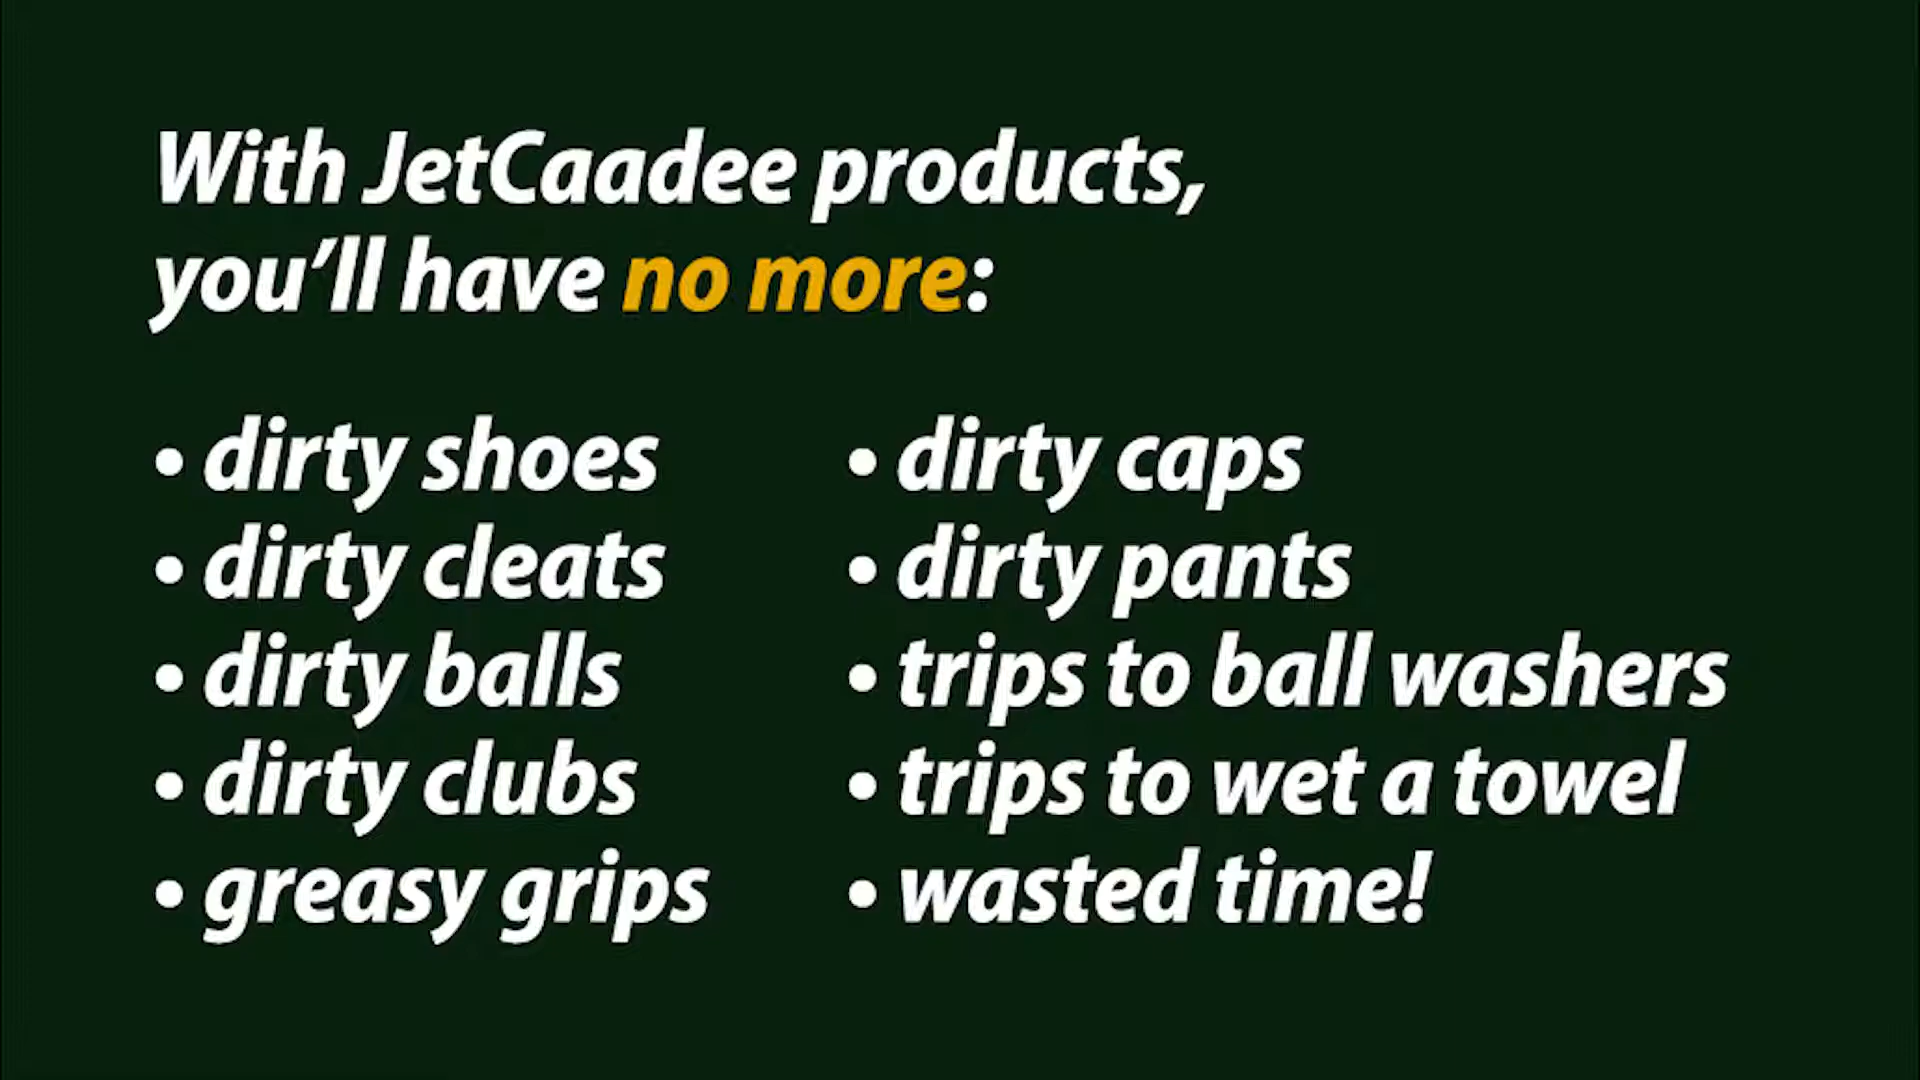 With JetCaadee products,
you’ll have no more:
• dirty shoes
• dirty cleats
• dirty balls
• dirty clubs
• greasy grips
• dirty caps
• dirty pants
• trips to ball washers
• trips to wet a towel
• wasted time!